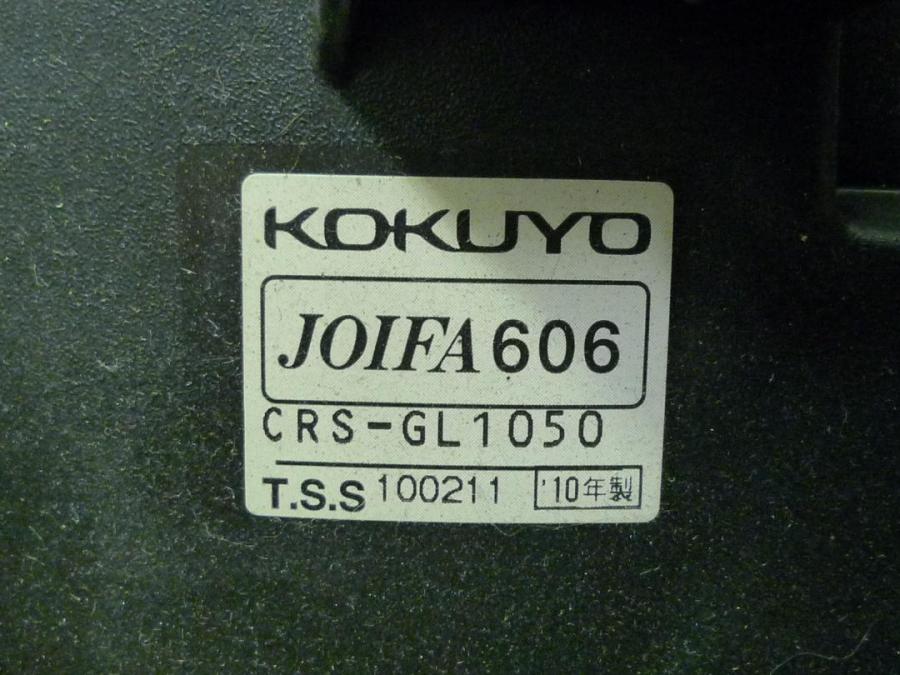 KOKUYO
JOIFA 606
CRS-GL1050
T.S.S 100211 '10年製